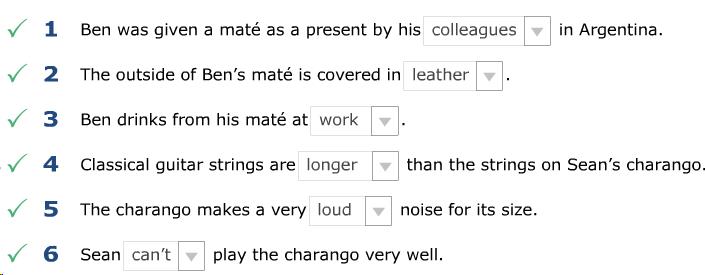 1 Ben was given a maté as a present by his colleagues in Argentina.
2 The outside of Ben's maté is covered in leather.
3 Ben drinks from his maté at work.
4 Classical guitar strings are longer than the strings on Sean's charango.
5 The charango makes a very loud noise for its size.
6 Sean can't play the charango very well.